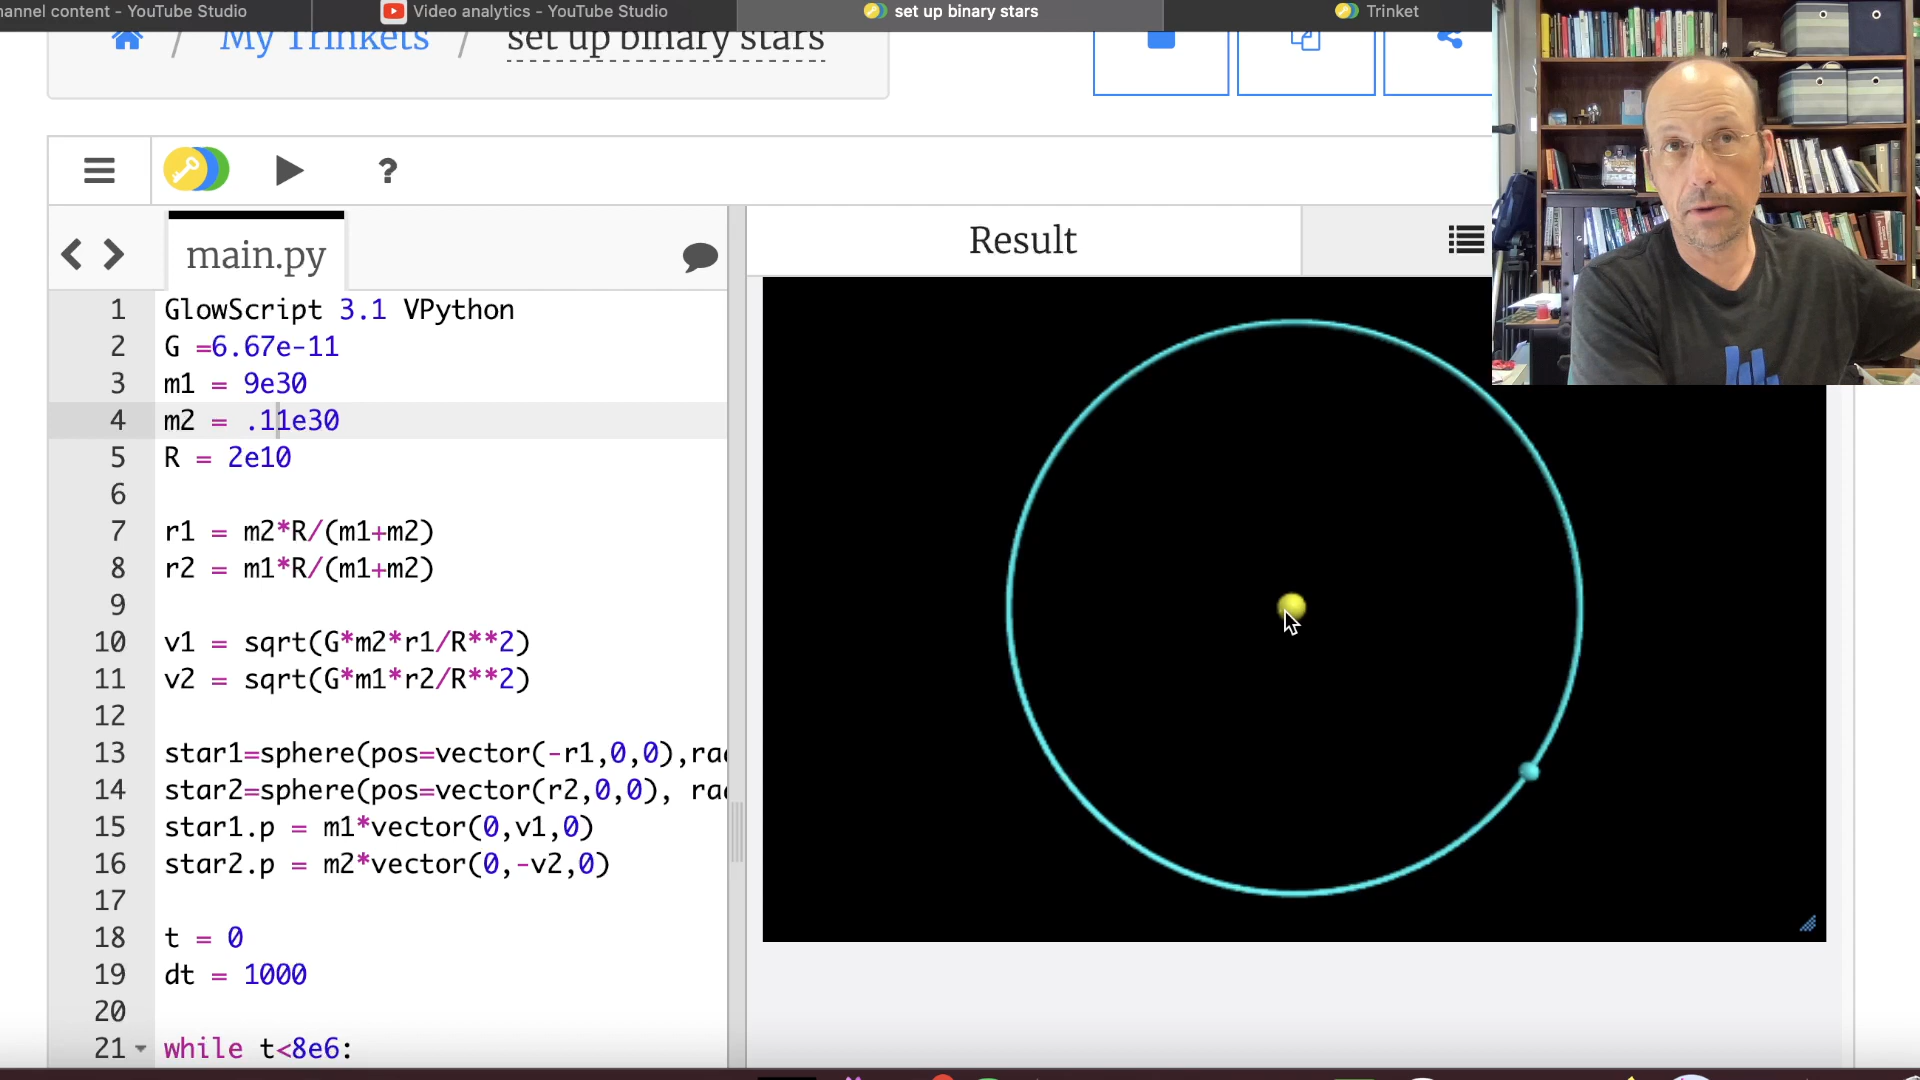 hannel content - YouTube Studio
Video analytics - YouTube Studio
set up binary stars
Trinket
/ My Trinkets / set up binary stars
?
main.py
Result
1 GlowScript 3.1 VPython
2 G =6.67e-11
3 m1 = 9e30
4 m2 = .11e30
5 R = 2e10
6
7 r1 = m2*R/(m1+m2)
8 r2 = m1*R/(m1+m2)
9
10 v1 = sqrt(G*m2*r1/R**2)
11 v2 = sqrt(G*m1*r2/R**2)
12
13 star1=sphere(pos=vector(-r1,0,0),ra
14 star2=sphere(pos=vector(r2,0,0), ra
15 star1.p = m1*vector(0,v1,0)
16 star2.p = m2*vector(0,-v2,0)
17
18 t = 0
19 dt = 1000
20
21 while t<8e6: